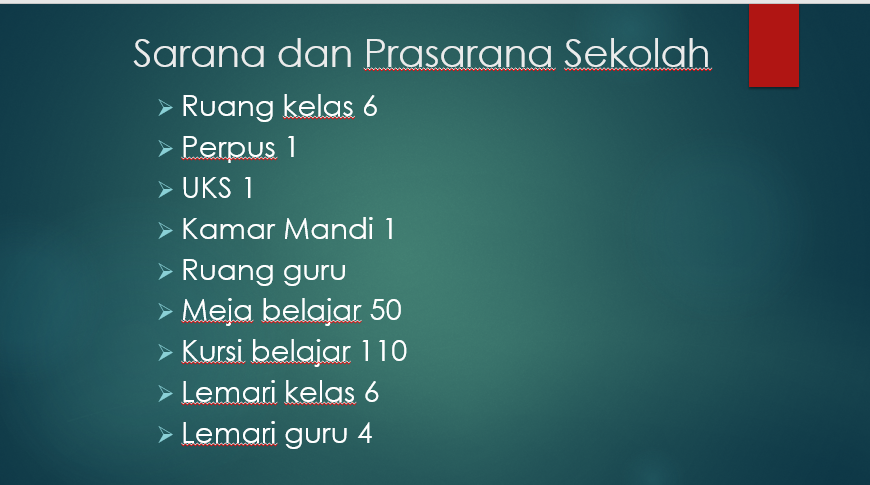 Sarana dan Prasarana Sekolah
Ruang kelas 6
Perpus 1
UKS 1
Kamar Mandi 1
Ruang guru
Meja belajar 50
Kursi belajar 110
Lemari kelas 6
Lemari guru 4